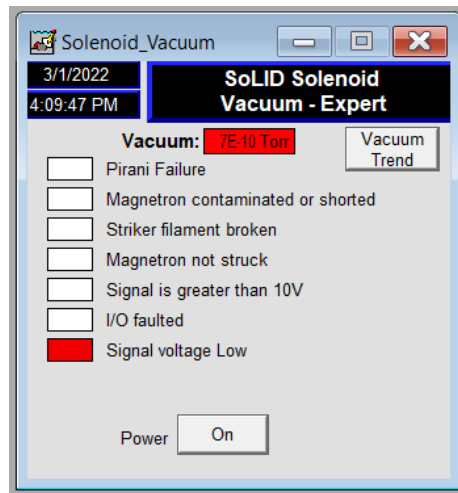 Solenoid_Vacuum
3/1/2022
4:09:47 PM
SoLID Solenoid
Vacuum - Expert
Vacuum: 7E-10 Torr
Vacuum
Trend
Pirani Failure
Magnetron contaminated or shorted
Striker filament broken
Magnetron not struck
Signal is greater than 10V
I/O faulted
Signal voltage Low
Power On